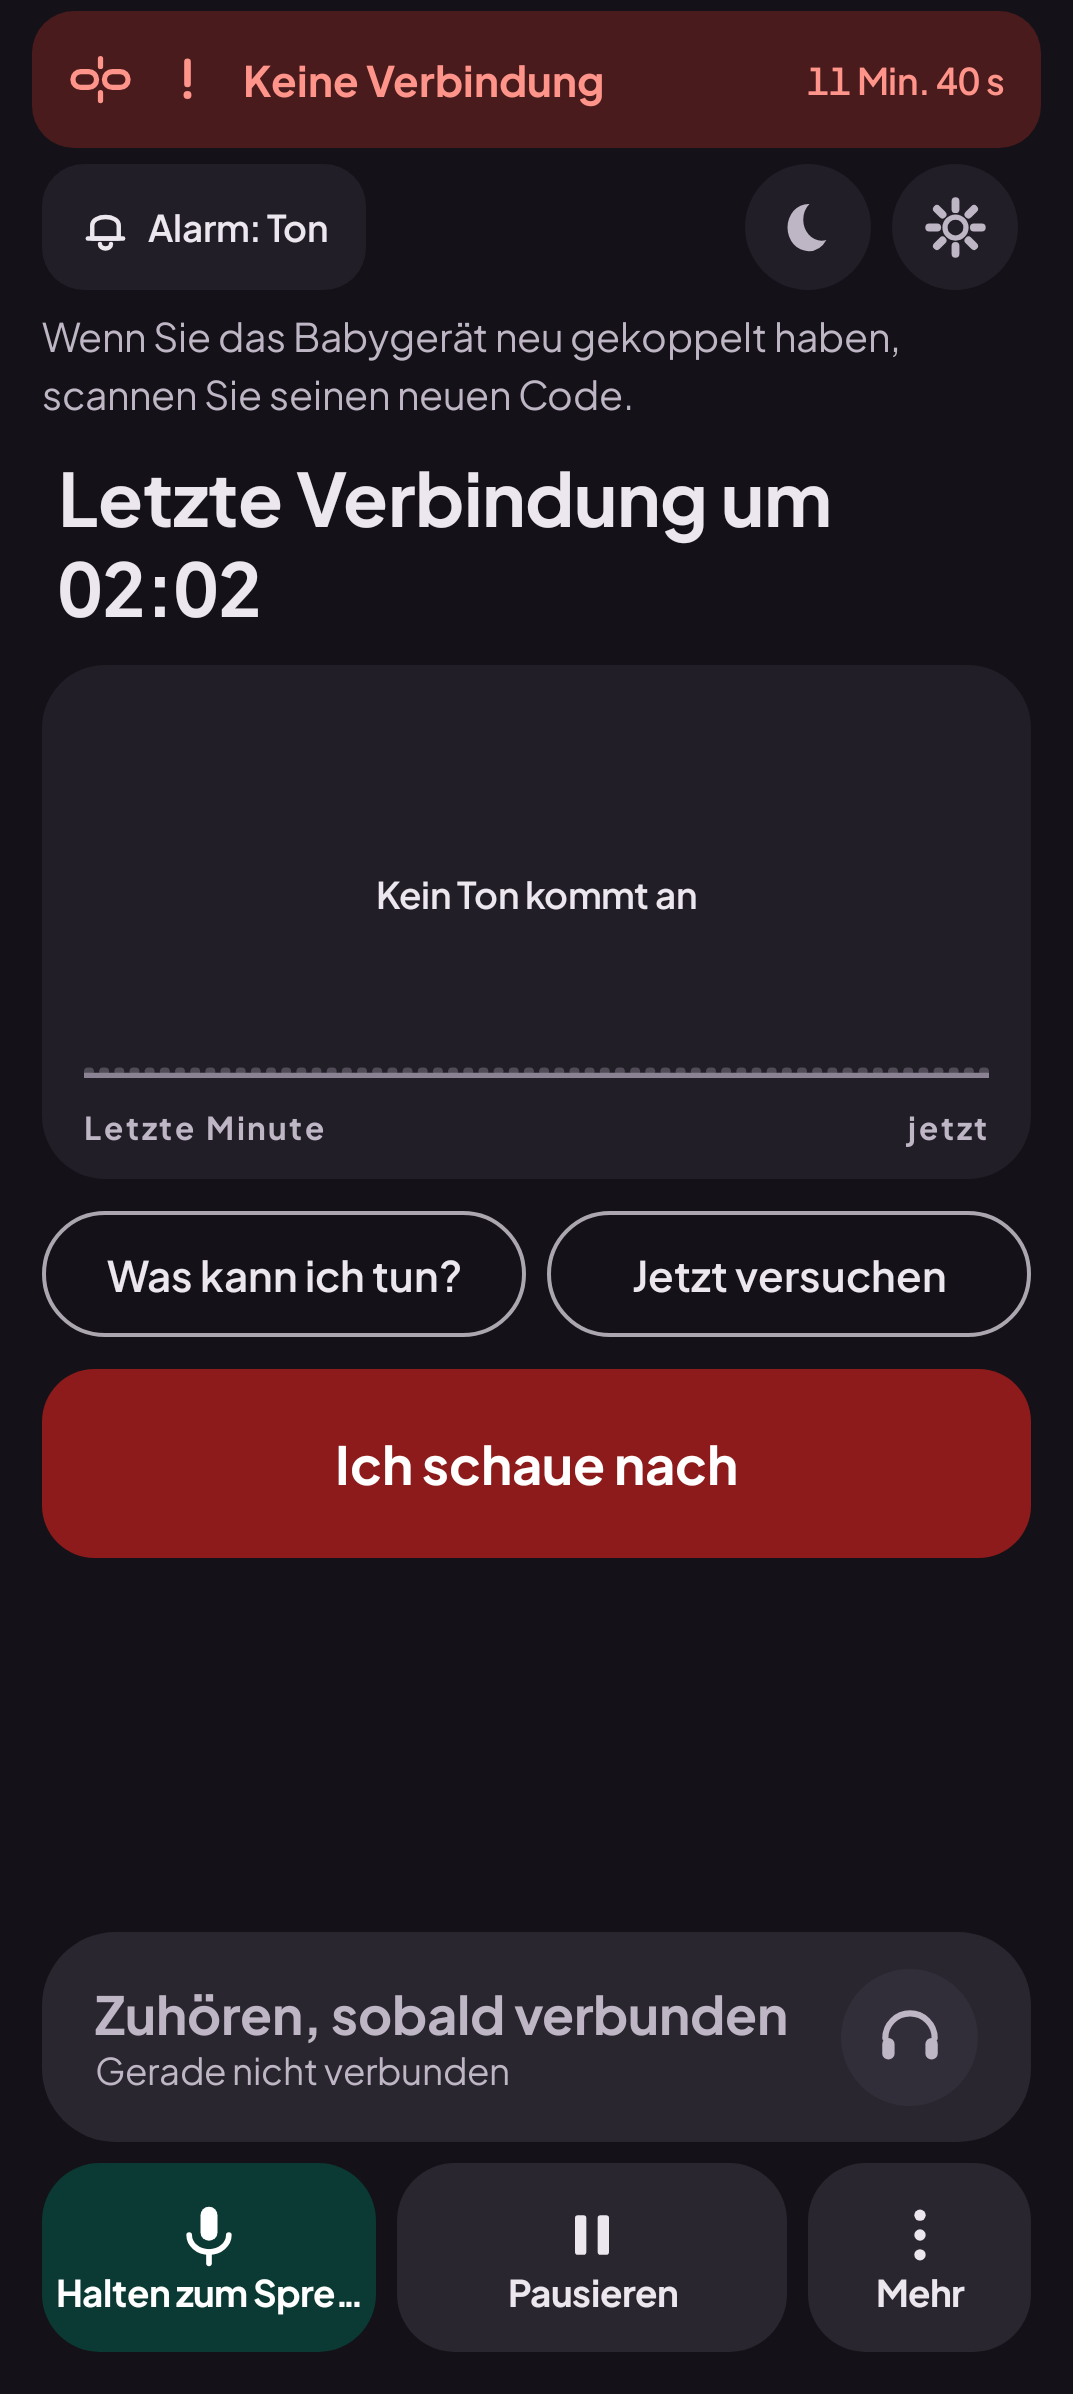 Keine Verbindung
11 Min. 40 s
Alarm: Ton
Wenn Sie das Babygerät neu gekoppelt haben,
scannen Sie seinen neuen Code.
Letzte Verbindung um
02:02
Kein Ton kommt an
Letzte Minute
jetzt
Was kann ich tun?
Jetzt versuchen
Ich schaue nach
Zuhören, sobald verbunden
Gerade nicht verbunden
Halten zum Spre…
Pausieren
Mehr